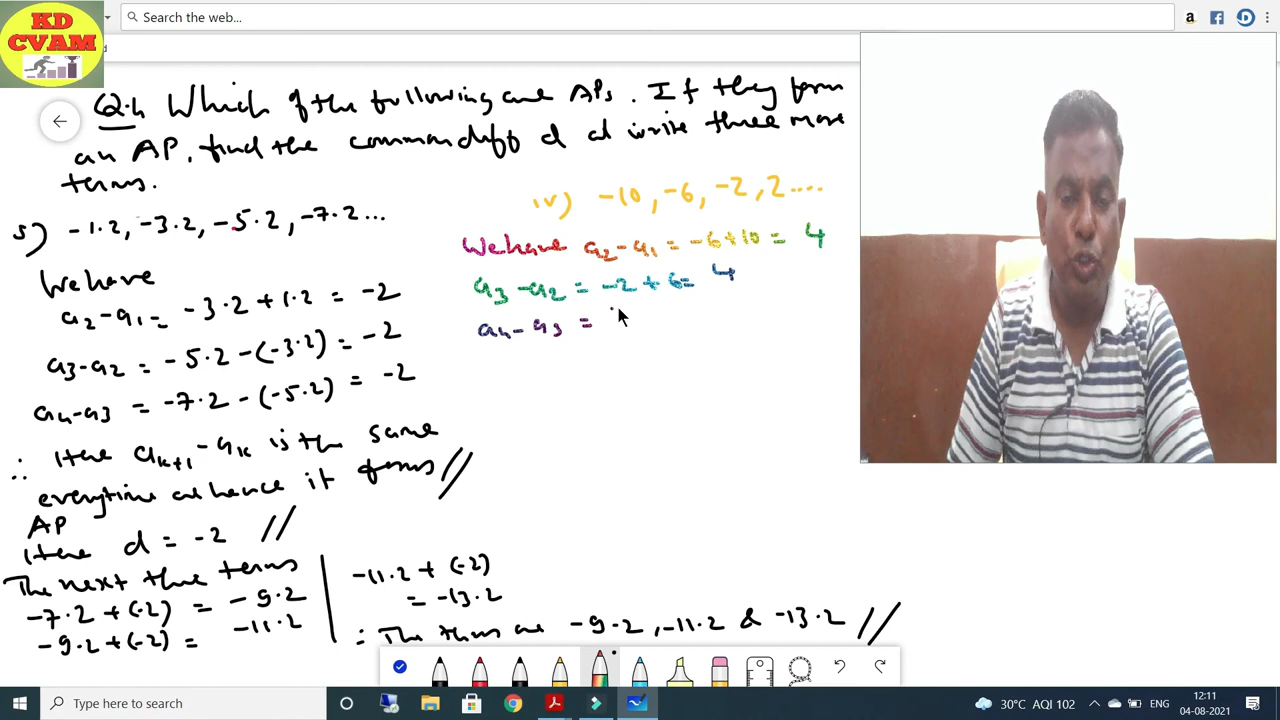 KD
CVAM
Search the web...
Q.4 Which of the following are APs. If they form
an AP, find the common diff d d write three more
terms.
-1.2, -3.2, -5.2, -7.2 ...
We have
a2-a1= -3.2+1.2 = -2
a3-a2 = -5.2-(-3.2) = -2
a4-a3 = -7.2-(-5.2) = -2
∴ Here ak+1-ak is the same
everytime hence it forms //
AP
Here d = -2 //
The next three terms
-7.2+(-2) = -9.2
-9.2+(-2) = -11.2
-11.2+(-2)
= -13.2
: The terms are -9.2, -11.2 & -13.2 //
iv) -10, -6, -2, 2....
We have a2-a1 = -6+10 = 4
a3-a2 = -2+6= 4
a4-a3 =
Type here to search
30°C AQI 102
ENG
12:11
04-08-2021